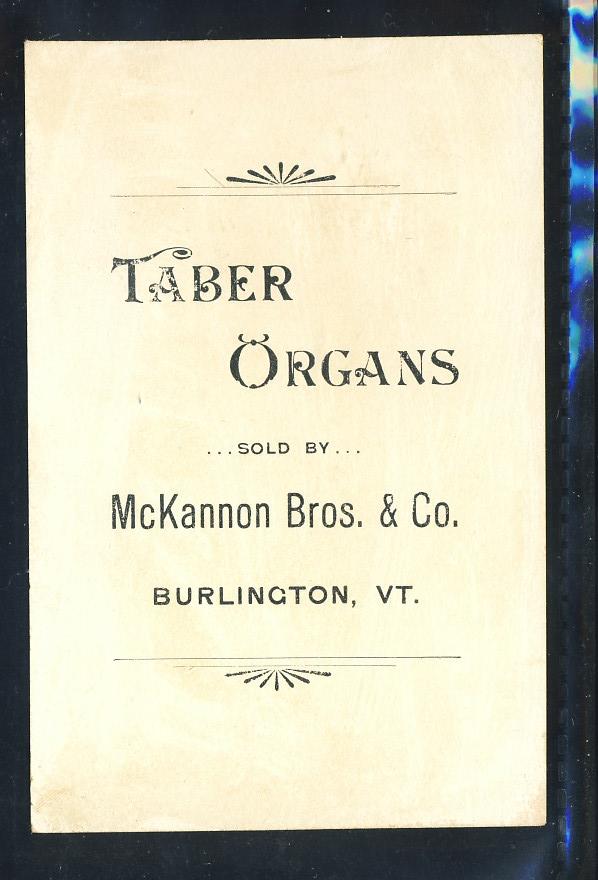 TABER
ORGANS
...SOLD BY...
McKannon Bros. & Co.
BURLINGTON, VT.